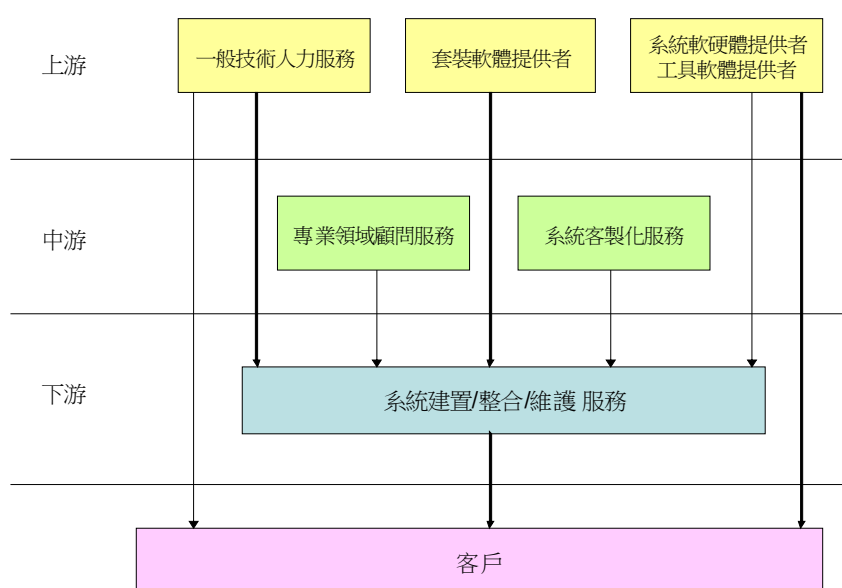 上游
一般技術人力服務
套裝軟體提供者
系統軟硬體提供者
工具軟體提供者
中游
專業領域顧問服務
系統客製化服務
下游
系統建置/整合/維護 服務
客戶